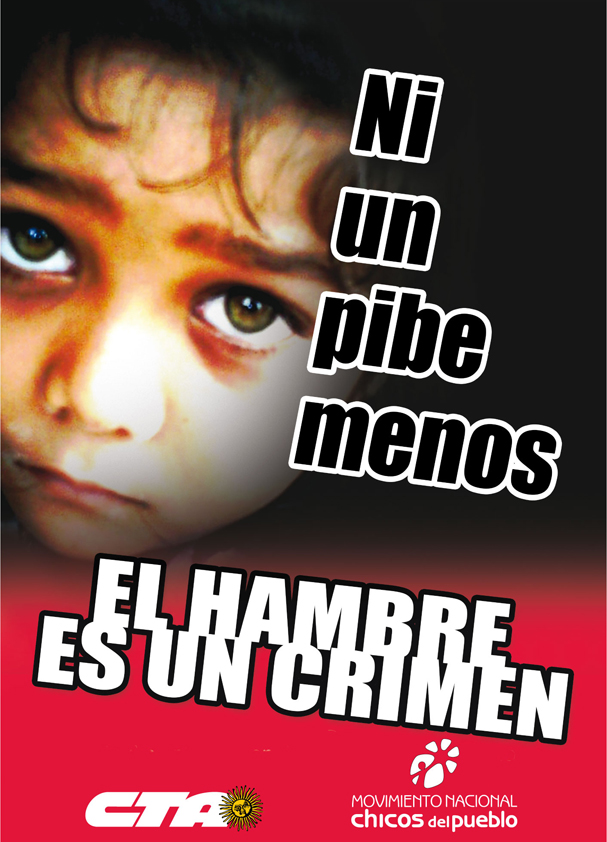 Ni
un
pibe
menos
EL HAMBRE
ES UN CRIMEN
CTA
MOVIMIENTO NACIONAL
chicos del pueblo